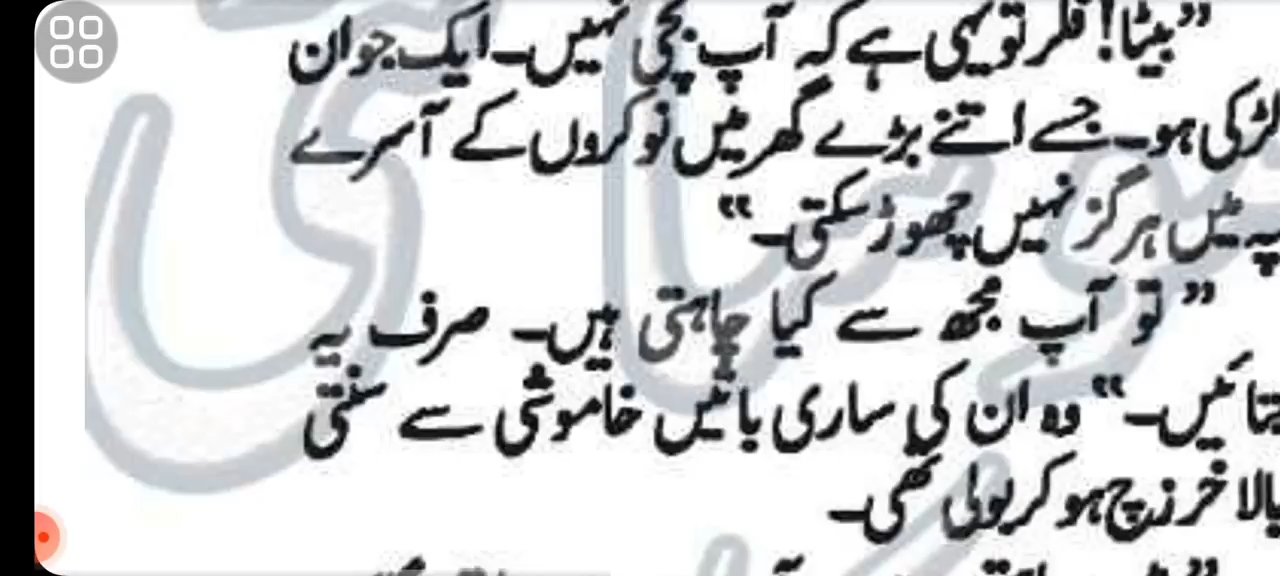 ”بیٹا! فکر تو یہی ہے کہ آپ بچی نہیں۔ ایک جوان
لڑکی ہو۔ جسے اتنے بڑے گھر میں نوکروں کے آسرے
پہ میں ہرگز نہیں چھوڑ سکتی۔“
” تو آپ مجھ سے کیا چاہتی ہیں۔ صرف یہ
بتائیں۔“ وہ ان کی ساری باتیں خاموشی سے سنتی
بالاخر زچ ہو کر بولی تھی۔